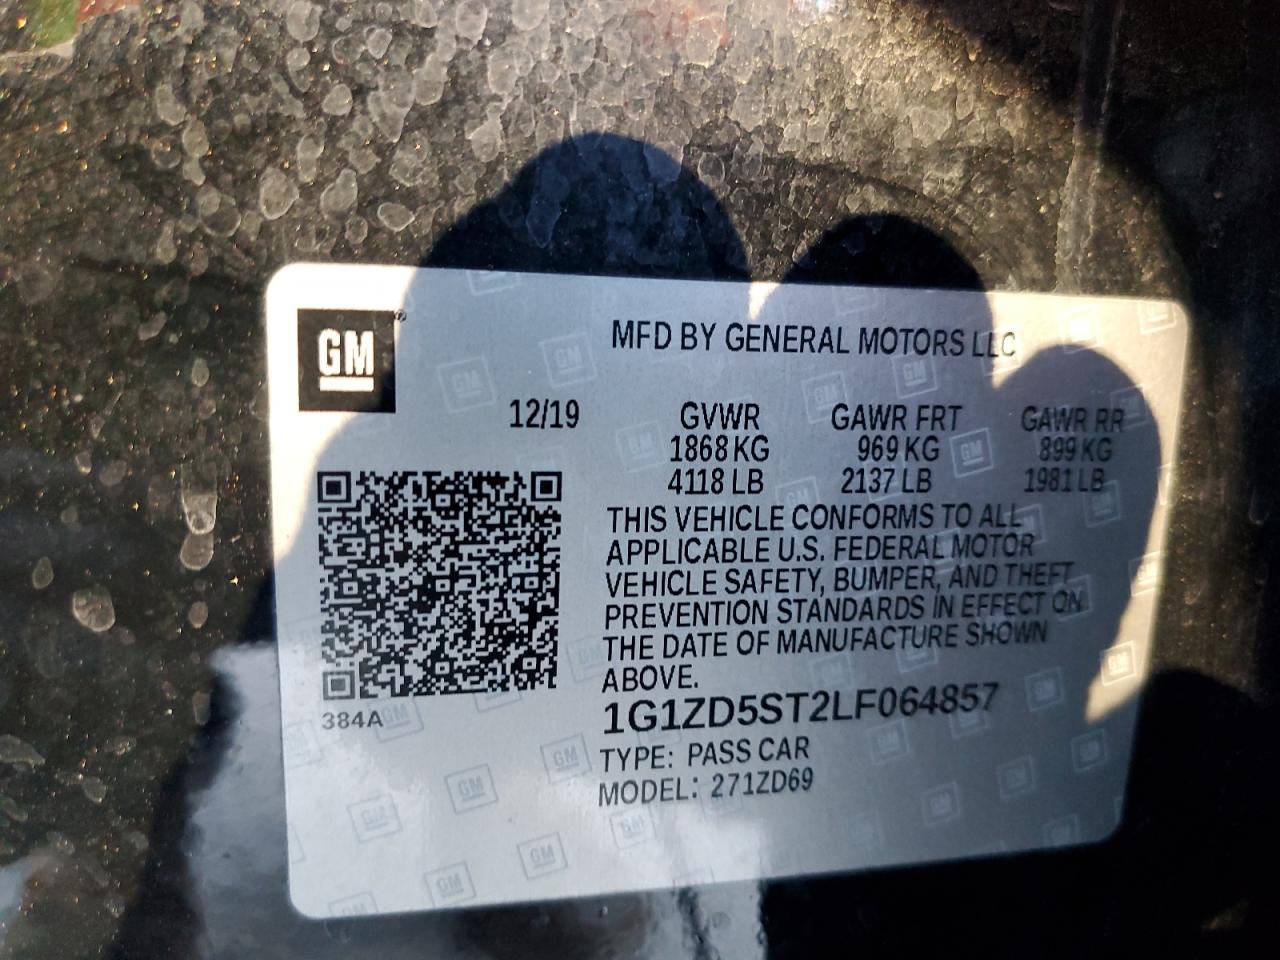 GM
MFD BY GENERAL MOTORS LLC
12/19 GVWR GAWR FRT GAWR RR
1868 KG 969 KG 899 KG
4118 LB 2137 LB 1981 LB
THIS VEHICLE CONFORMS TO ALL
APPLICABLE U.S. FEDERAL MOTOR
VEHICLE SAFETY, BUMPER, AND THEFT
PREVENTION STANDARDS IN EFFECT ON
THE DATE OF MANUFACTURE SHOWN
ABOVE.
384A
1G1ZD5ST2LF064857
TYPE: PASS CAR
MODEL: 271ZD69